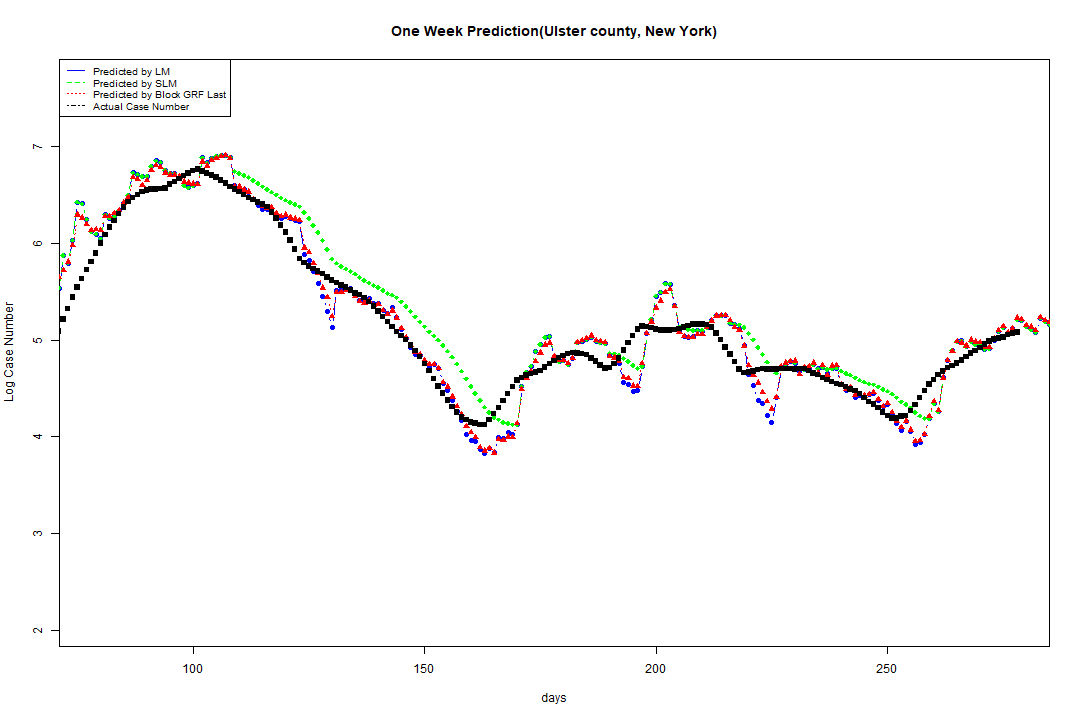 One Week Prediction(Ulster county, New York)
Predicted by LM
Predicted by SLM
Predicted by Block GRF Last
Actual Case Number
7
6
5
4
3
2
Log Case Number
100 150 200 250
days